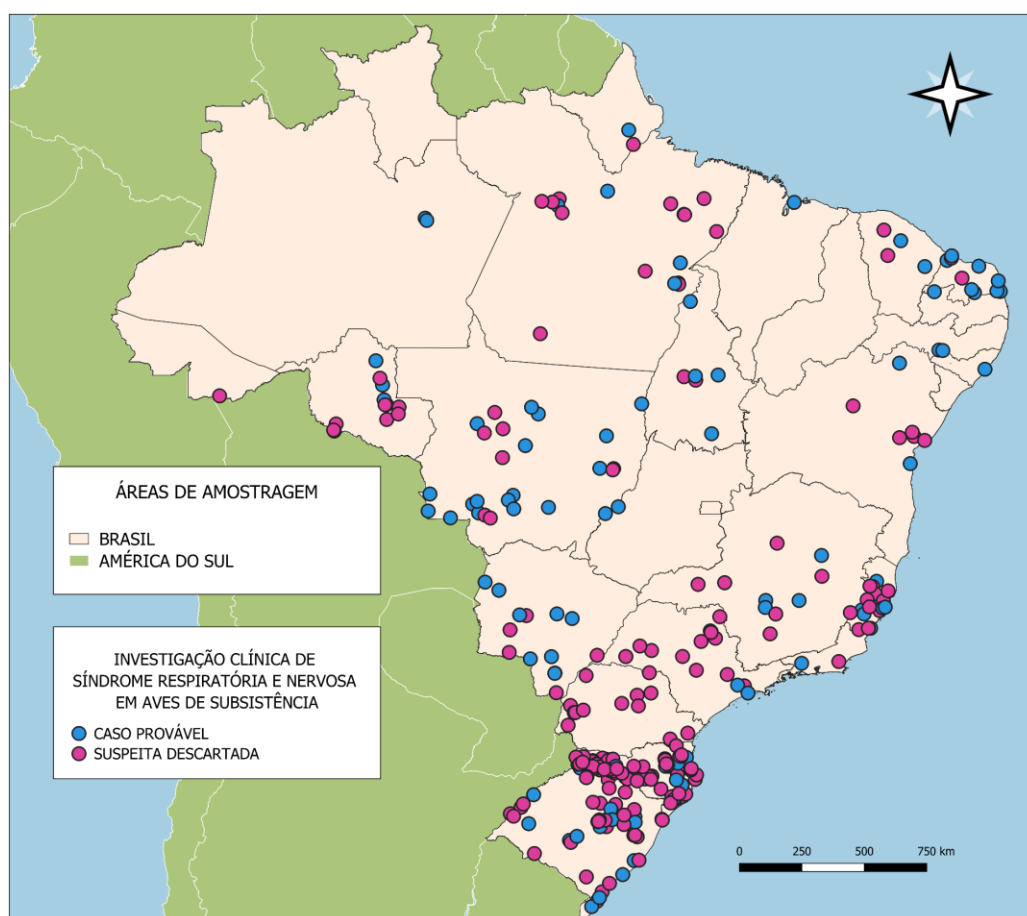 ÁREAS DE AMOSTRAGEM
BRASIL
AMÉRICA DO SUL
INVESTIGAÇÃO CLÍNICA DE
SÍNDROME RESPIRATÓRIA E NERVOSA
EM AVES DE SUBSISTÊNCIA
CASO PROVÁVEL
SUSPEITA DESCARTADA
0 250 500 750 km